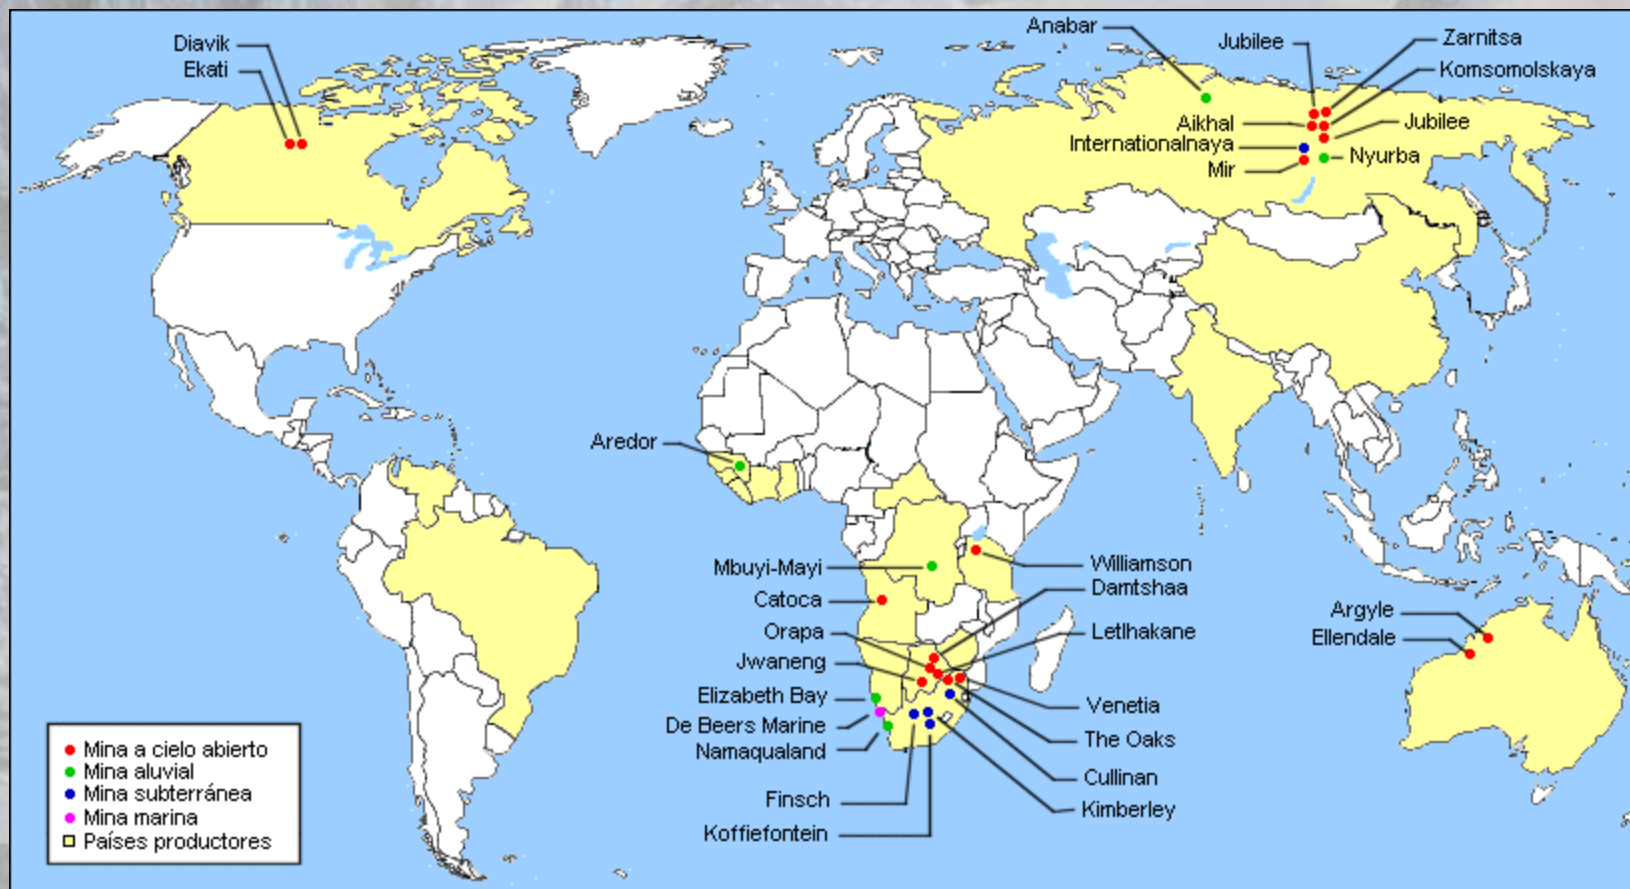 Anabar
Jubilee
Zarnitsa
Diavik
Ekati
Komsomolskaya
Aikhal
Jubilee
Internationalnaya
Nyurba
Mir
Aredor
Mbuyi-Mayi
Williamson
Damtshaa
Catoca
Orapa
Letlhakane
Argyle
Ellendale
Jwaneng
Elizabeth Bay
Venetia
De Beers Marine
The Oaks
Namaqualand
Cullinan
Finsch
Kimberley
Koffiefontein
Mina a cielo abierto
Mina aluvial
Mina subterránea
Mina marina
Países productores